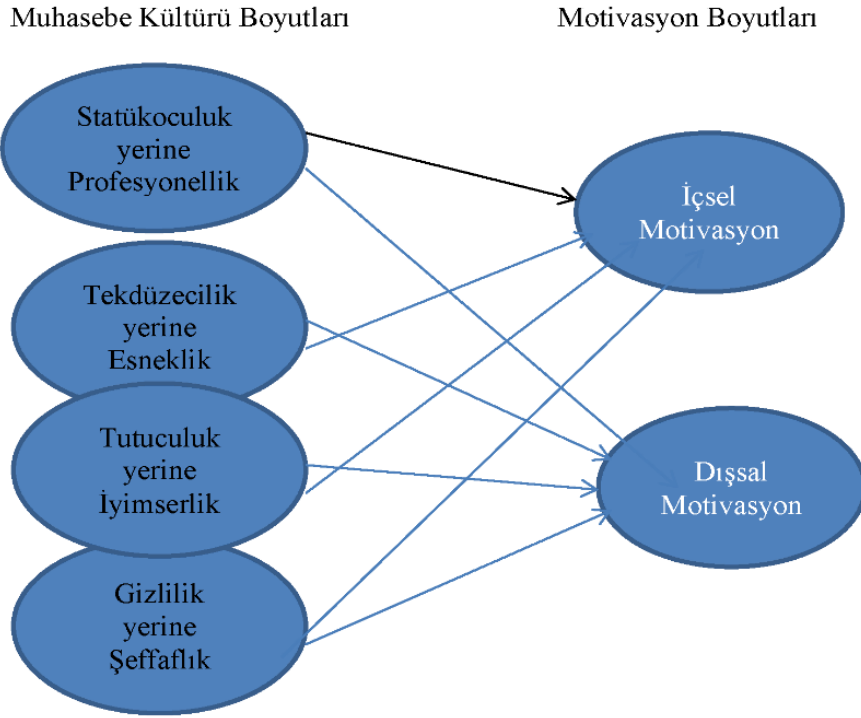 Muhasebe Kültürü Boyutları
Motivasyon Boyutları
Statükoculuk
yerine
Profesyonellik
Tekdüzecilik
yerine
Esneklik
Tutuculuk
yerine
İyimserlik
Gizlilik
yerine
Şeffaflık
İçsel
Motivasyon
Dışsal
Motivasyon